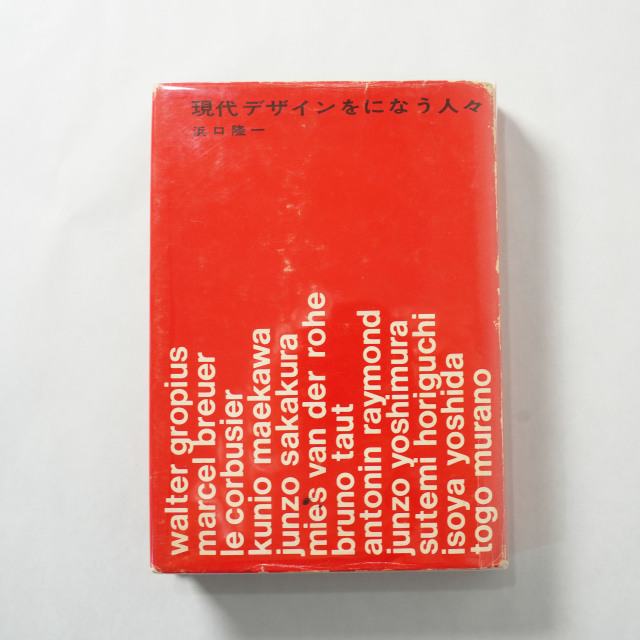 現代デザインをになう人々
浜口隆一
walter gropius
marcel breuer
le corbusier
kunio maekawa
junzo sakakura
mies van der rohe
bruno taut
antonin raymond
junzo yoshimura
sutemi horiguchi
isoya yoshida
togo murano